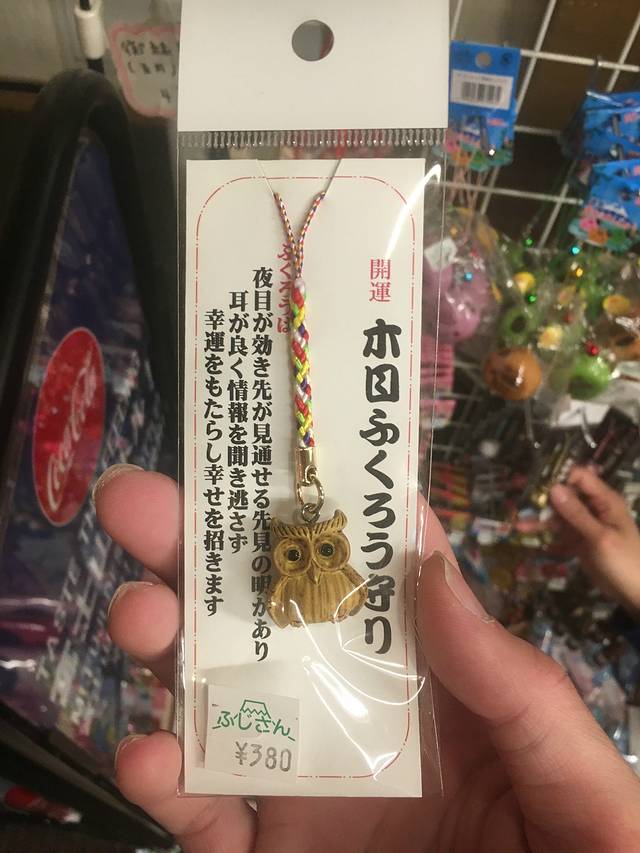 開運
木目ふくろう守り
ふくろうは
夜目が効き先が見通せる先見の明があり
耳が良く情報を聞き逃さず
幸運をもたらし幸せを招きます
ふじさん
¥380
Coca-Cola